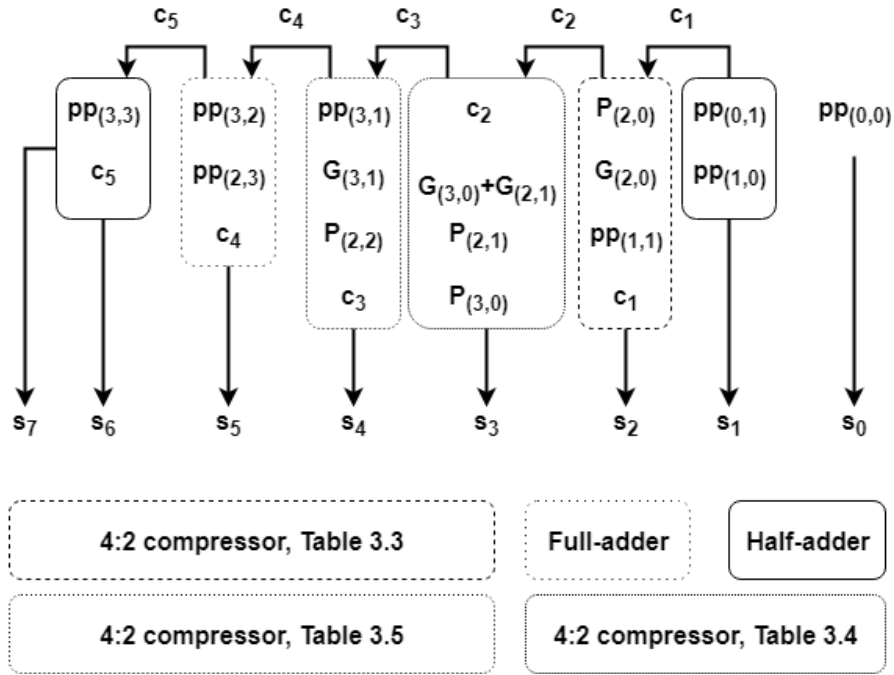 c₅ c₄ c₃ c₂ c₁
pp₍₃,₃₎ pp₍₃,₂₎ pp₍₃,₁₎ c₂ P₍₂,₀₎ pp₍₀,₁₎ pp₍₀,₀₎
c₅ pp₍₂,₃₎ G₍₃,₁₎ G₍₃,₀₎+G₍₂,₁₎ G₍₂,₀₎ pp₍₁,₀₎
c₄ P₍₂,₂₎ P₍₂,₁₎ pp₍₁,₁₎
c₃ P₍₃,₀₎ c₁
s₇ s₆ s₅ s₄ s₃ s₂ s₁ s₀
4:2 compressor, Table 3.3 Full-adder Half-adder
4:2 compressor, Table 3.5 4:2 compressor, Table 3.4